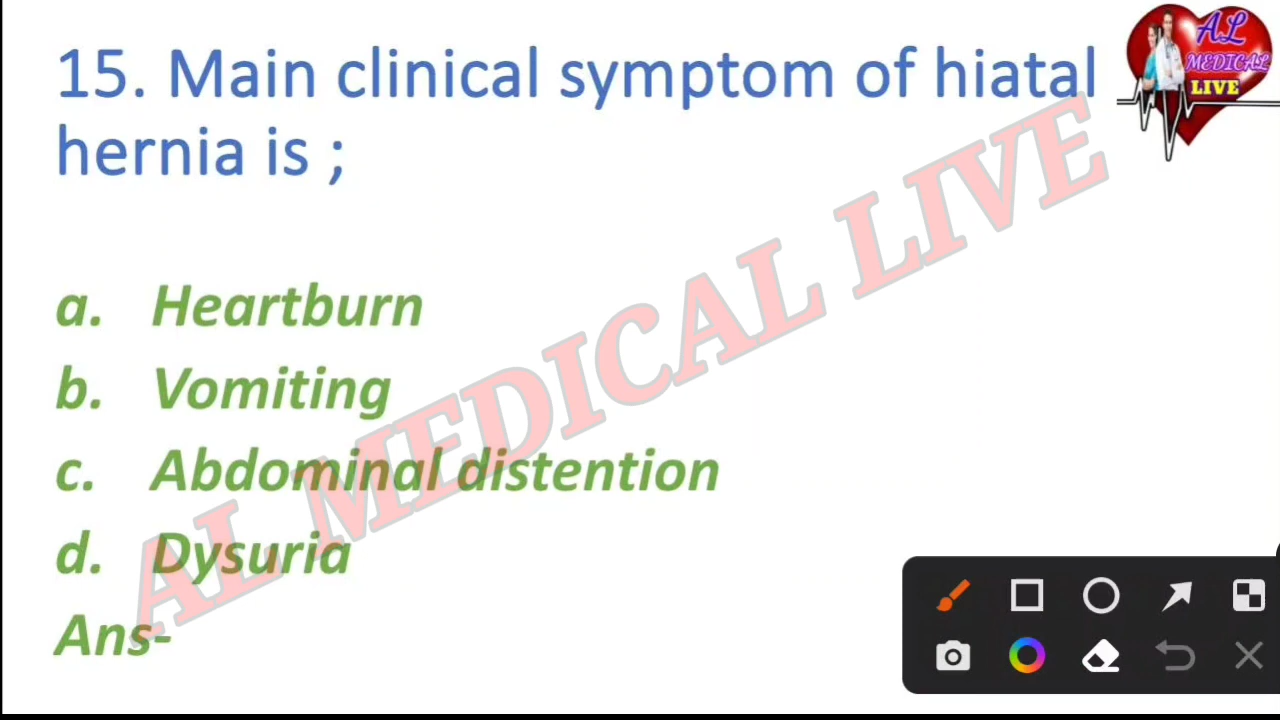 15. Main clinical symptom of hiatal
hernia is ;
AL
MEDICAL
LIVE
a. Heartburn
b. Vomiting
c. Abdominal distention
d. Dysuria
Ans-
AL MEDICAL LIVE